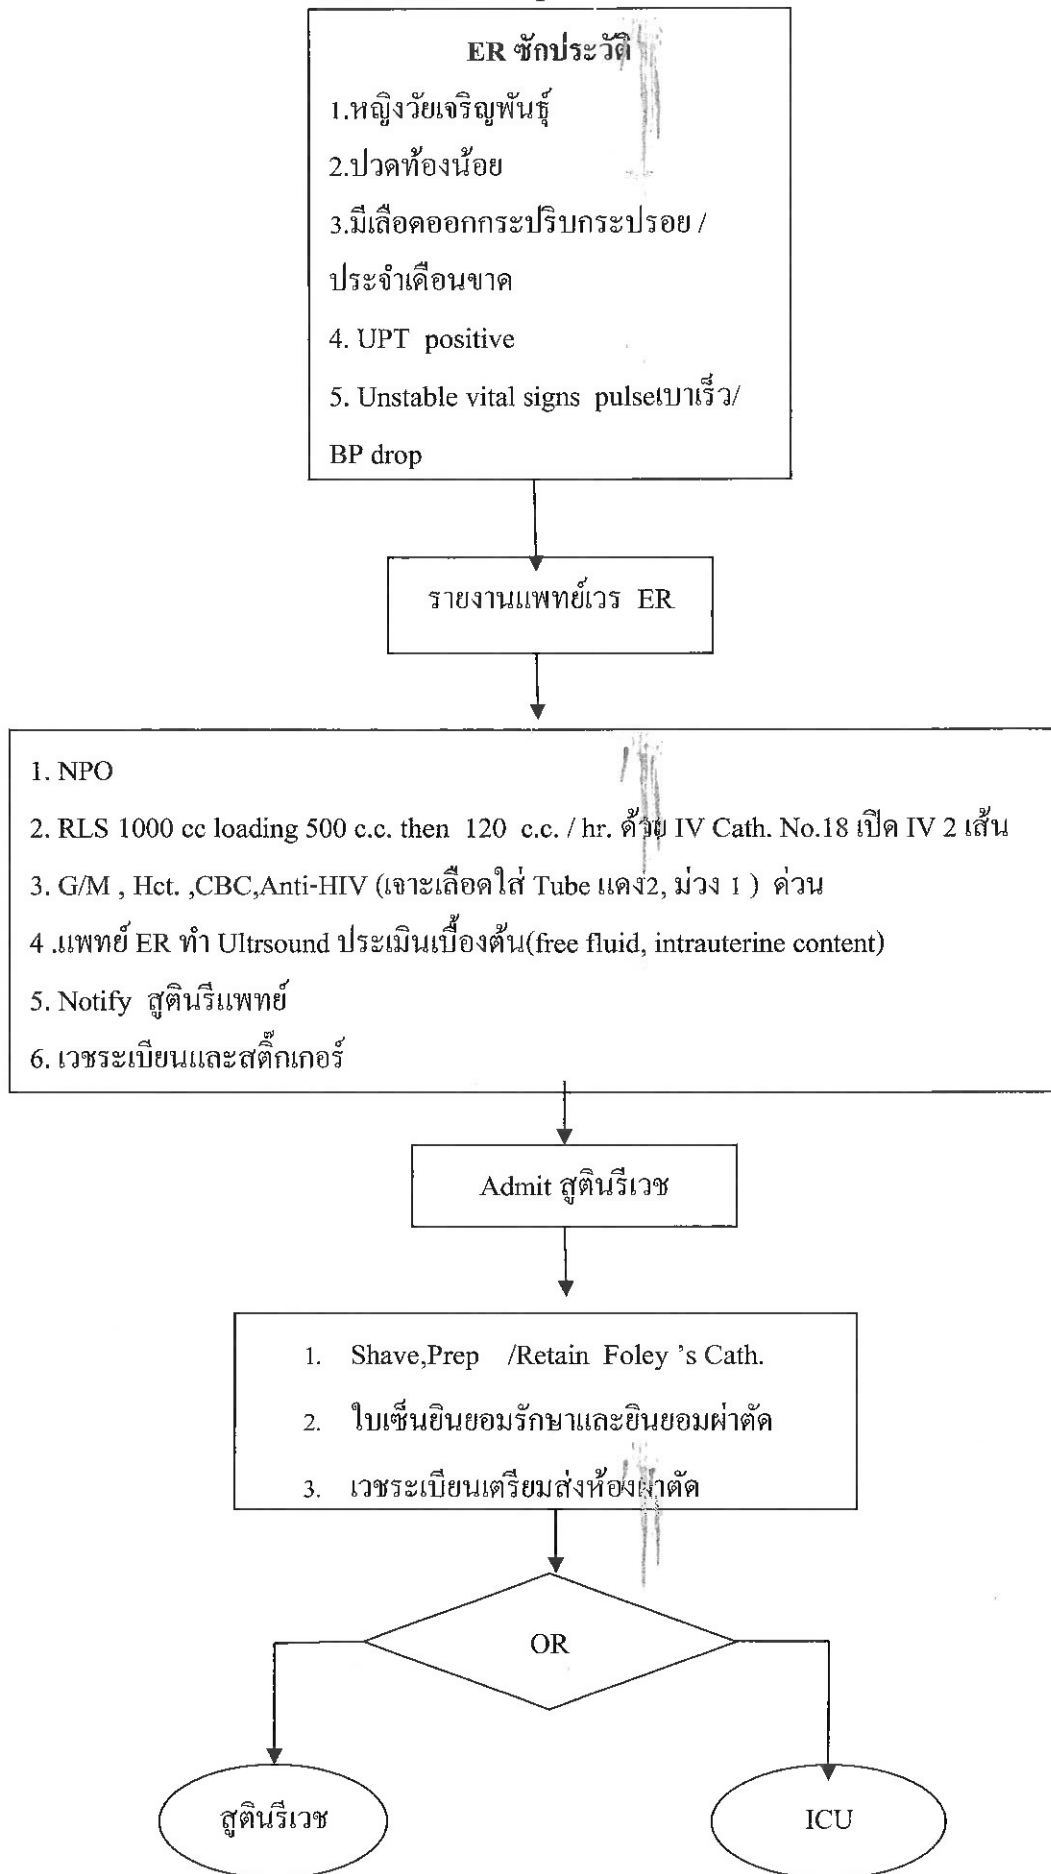 ER ซักประวัติ
1.หญิงวัยเจริญพันธุ์
2.ปวดท้องน้อย
3.มีเลือดออกกระปริบกระปรอย /
ประจำเดือนขาด
4. UPT positive
5. Unstable vital signs pulseเบาเร็ว/
BP drop
รายงานแพทย์เวร ER
1. NPO
2. RLS 1000 cc loading 500 c.c. then 120 c.c. / hr. ด้วย IV Cath. No.18 เปิด IV 2 เส้น
3. G/M , Hct. ,CBC,Anti-HIV (เจาะเลือดใส่ Tube แดง2, ม่วง 1 ) ด่วน
4 .แพทย์ ER ทำ Ultrsound ประเมินเบื้องต้น(free fluid, intrauterine content)
5. Notify สูตินรีแพทย์
6. เวชระเบียนและสติ๊กเกอร์
Admit สูตินรีเวช
1. Shave,Prep /Retain Foley 's Cath.
2. ใบเซ็นยินยอมรักษาและยินยอมผ่าตัด
3. เวชระเบียนเตรียมส่งห้องผ่าตัด
OR
สูตินรีเวช
ICU